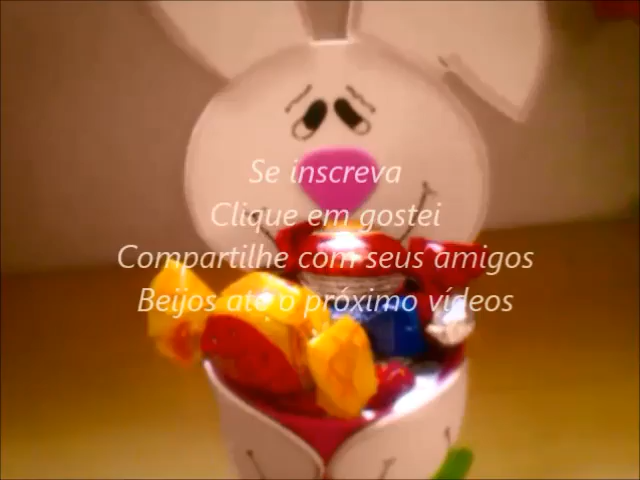 Se inscreva
Clique em gostei
Compartilhe com seus amigos
Beijos até o próximo vídeos